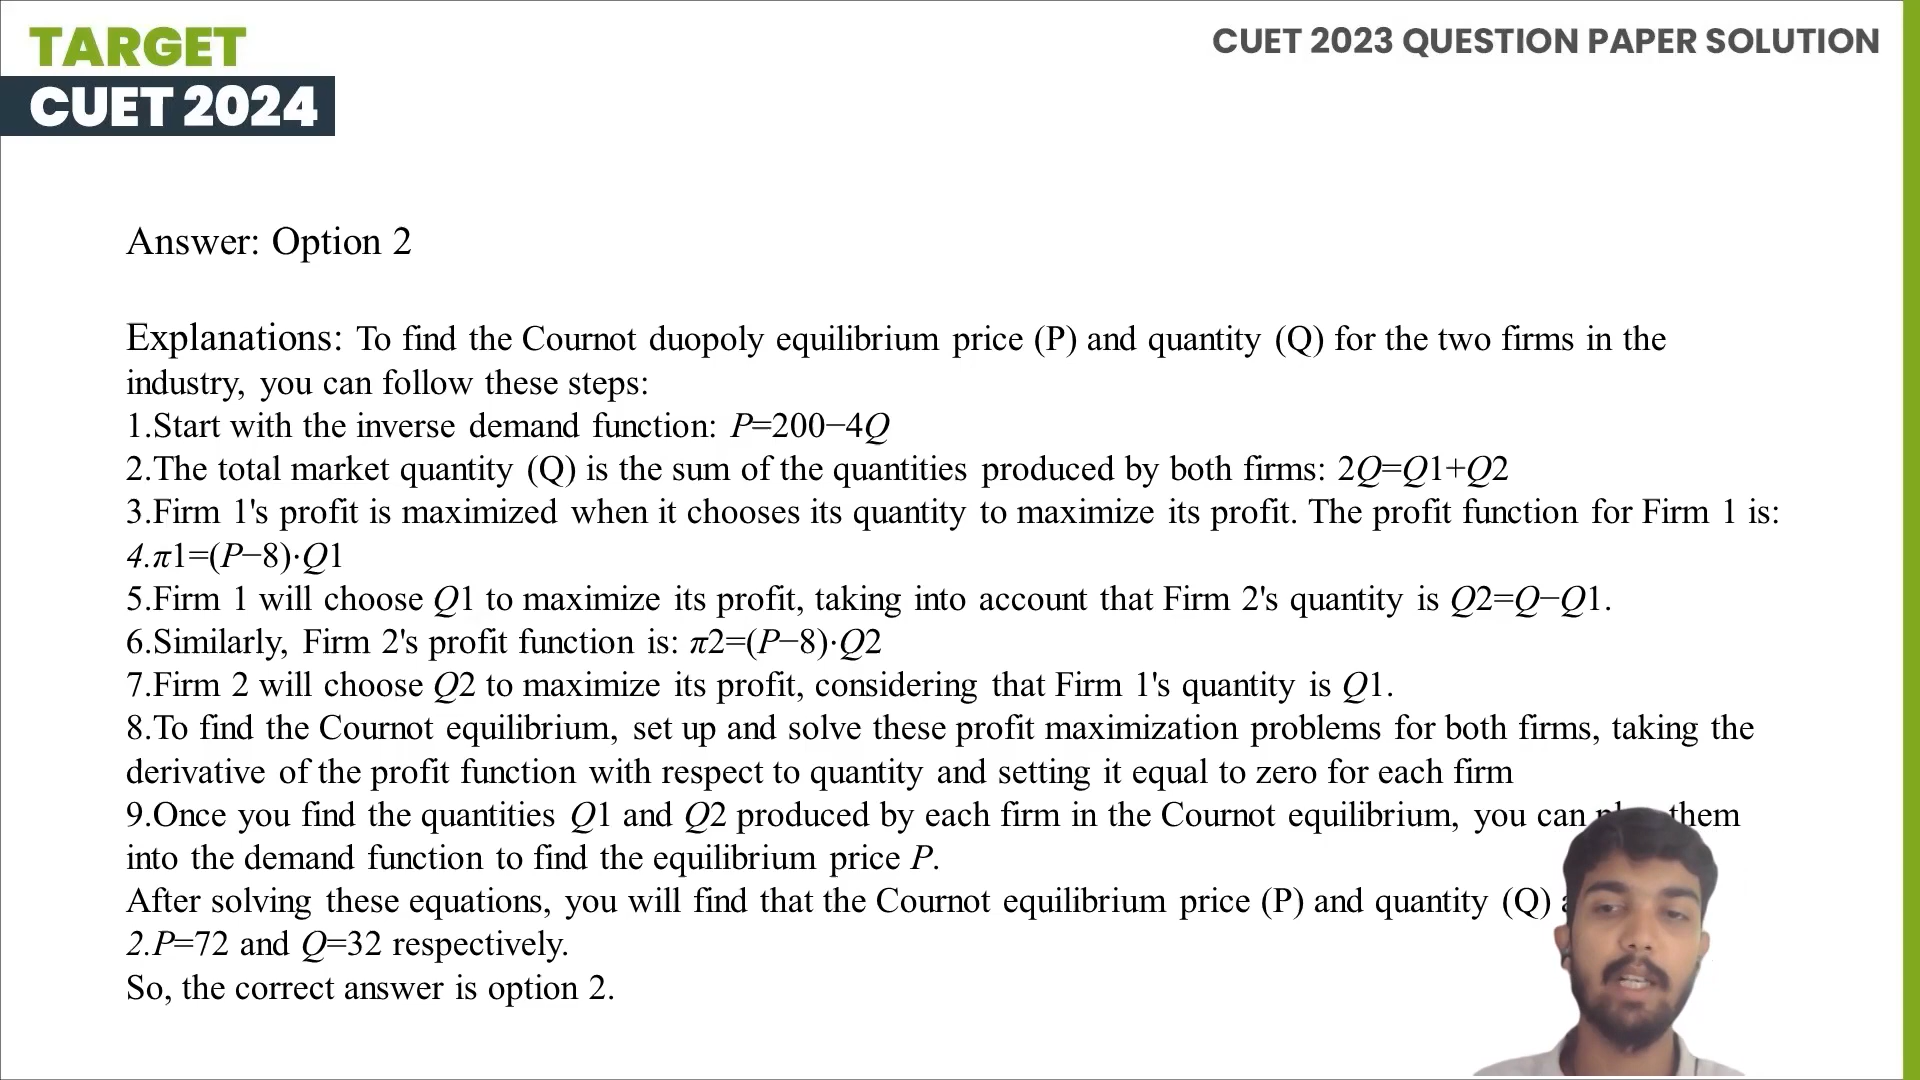 TARGET
CUET 2024
CUET 2023 QUESTION PAPER SOLUTION
Answer: Option 2
Explanations: To find the Cournot duopoly equilibrium price (P) and quantity (Q) for the two firms in the
industry, you can follow these steps:
1.Start with the inverse demand function: P=200−4Q
2.The total market quantity (Q) is the sum of the quantities produced by both firms: 2Q=Q1+Q2
3.Firm 1's profit is maximized when it chooses its quantity to maximize its profit. The profit function for Firm 1 is:
4.π1=(P−8)⋅Q1
5.Firm 1 will choose Q1 to maximize its profit, taking into account that Firm 2's quantity is Q2=Q−Q1.
6.Similarly, Firm 2's profit function is: π2=(P−8)⋅Q2
7.Firm 2 will choose Q2 to maximize its profit, considering that Firm 1's quantity is Q1.
8.To find the Cournot equilibrium, set up and solve these profit maximization problems for both firms, taking the
derivative of the profit function with respect to quantity and setting it equal to zero for each firm
9.Once you find the quantities Q1 and Q2 produced by each firm in the Cournot equilibrium, you can them
into the demand function to find the equilibrium price P.
After solving these equations, you will find that the Cournot equilibrium price (P) and quantity (Q)
2.P=72 and Q=32 respectively.
So, the correct answer is option 2.